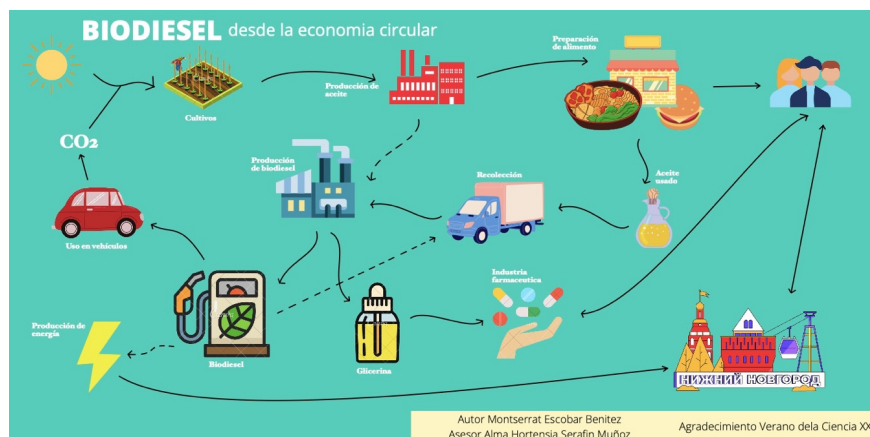 BIODIESEL desde la economia circular
Preparación
de alimento
Producción de
aceite
Cultivos
CO2
Producción
de biodiesel
Recolección
Aceite
usado
Uso en vehículos
Industria
farmaceutica
Producción de
energía
Biodiesel
Glicerina
НИЖНИЙ НОВГОРОД
Autor Montserrat Escobar Benitez
Asesor Alma Hortensia Serafin Muñoz
Agradecimiento Verano dela Ciencia XX